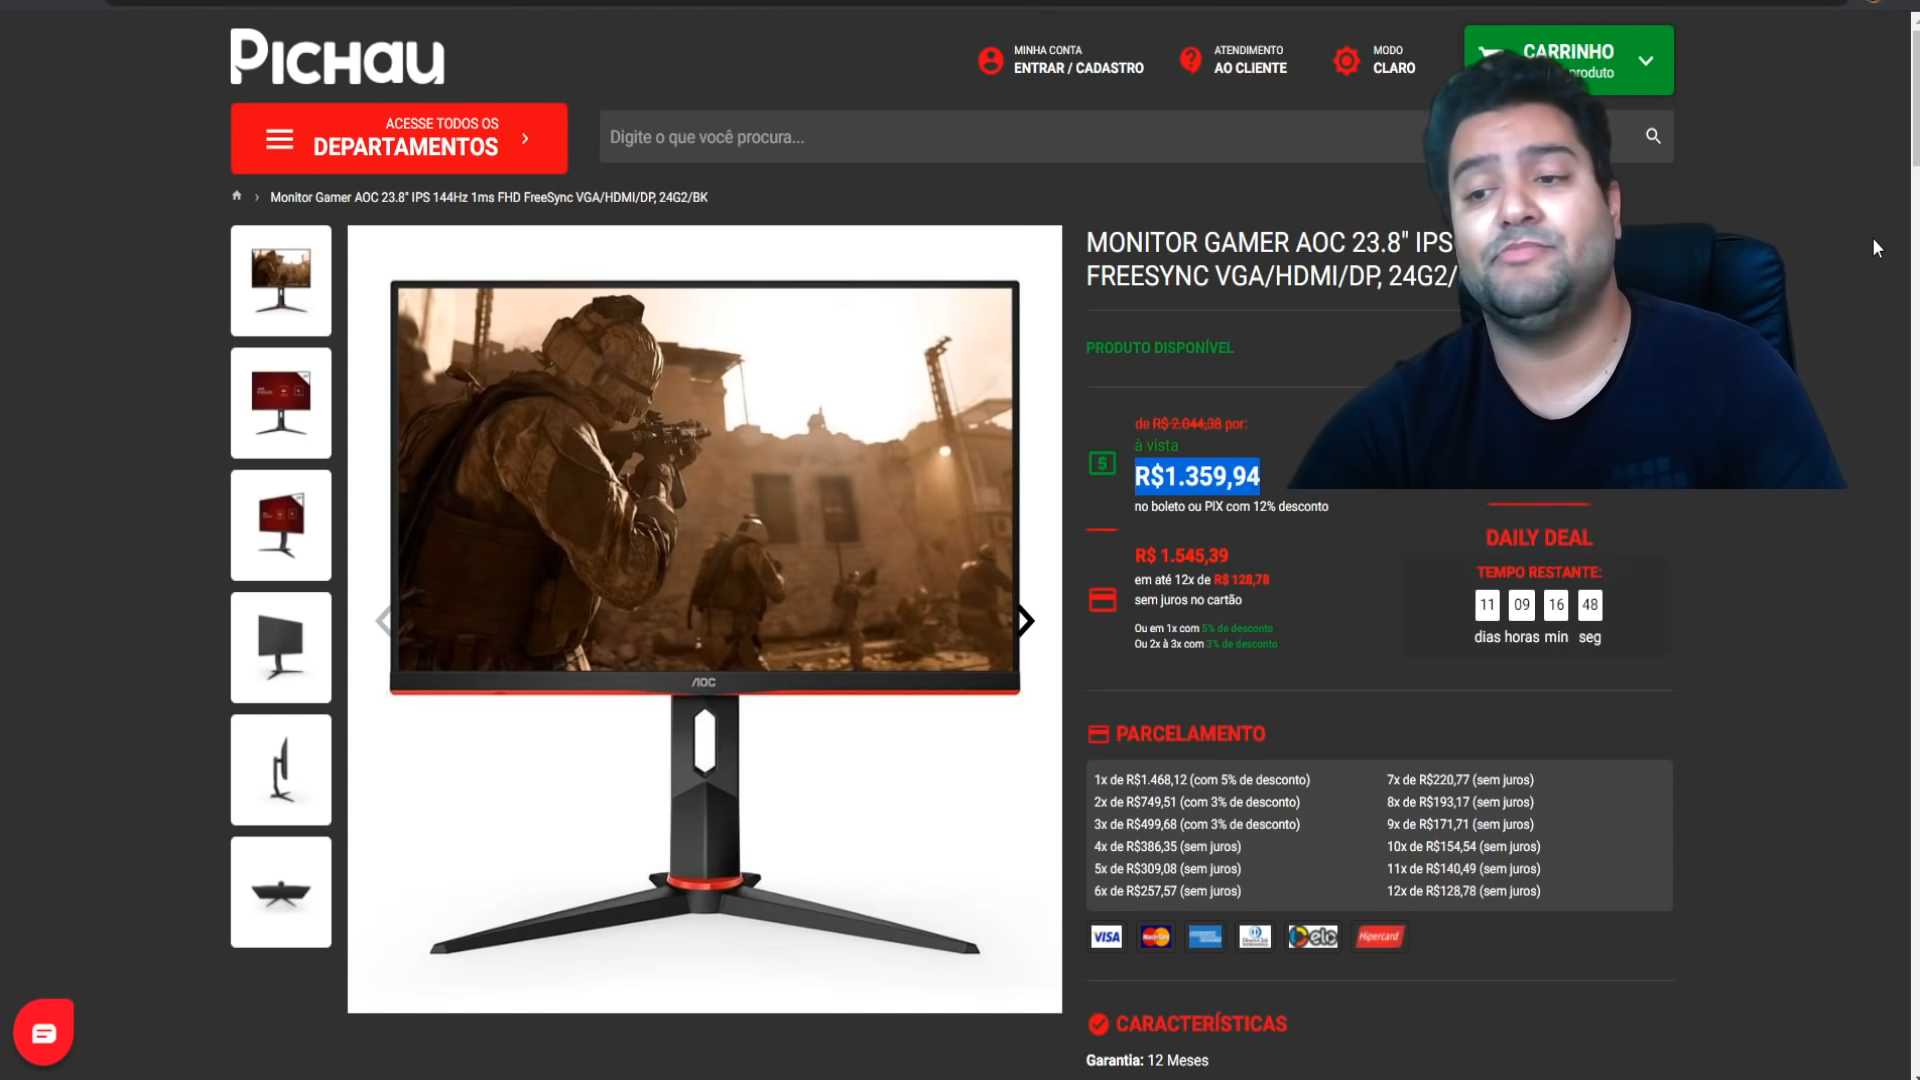 PICHAU
MINHA CONTA
ENTRAR / CADASTRO
ATENDIMENTO
AO CLIENTE
MODO
CLARO
CARRINHO
produto
ACESSE TODOS OS
DEPARTAMENTOS
Digite o que você procura...
Monitor Gamer AOC 23.8" IPS 144Hz 1ms FHD FreeSync VGA/HDMI/DP, 24G2/BK
MONITOR GAMER AOC 23.8" IPS
FREESYNC VGA/HDMI/DP, 24G2/
PRODUTO DISPONÍVEL
de R$ 2.044,38 por:
à vista
R$1.359,94
no boleto ou PIX com 12% desconto
R$ 1.545,39
em até 12x de R$ 128,78
sem juros no cartão
Ou em 1x com 5% de desconto
Ou 2x à 3x com 3% de desconto
DAILY DEAL
TEMPO RESTANTE:
11 09 16 48
dias horas min seg
AOC
PARCELAMENTO
1x de R$1.468,12 (com 5% de desconto)
2x de R$749,51 (com 3% de desconto)
3x de R$499,68 (com 3% de desconto)
4x de R$386,35 (sem juros)
5x de R$309,08 (sem juros)
6x de R$257,57 (sem juros)
7x de R$220,77 (sem juros)
8x de R$193,17 (sem juros)
9x de R$171,71 (sem juros)
10x de R$154,54 (sem juros)
11x de R$140,49 (sem juros)
12x de R$128,78 (sem juros)
VISA MasterCard elo Hipercard
CARACTERÍSTICAS
Garantia: 12 Meses